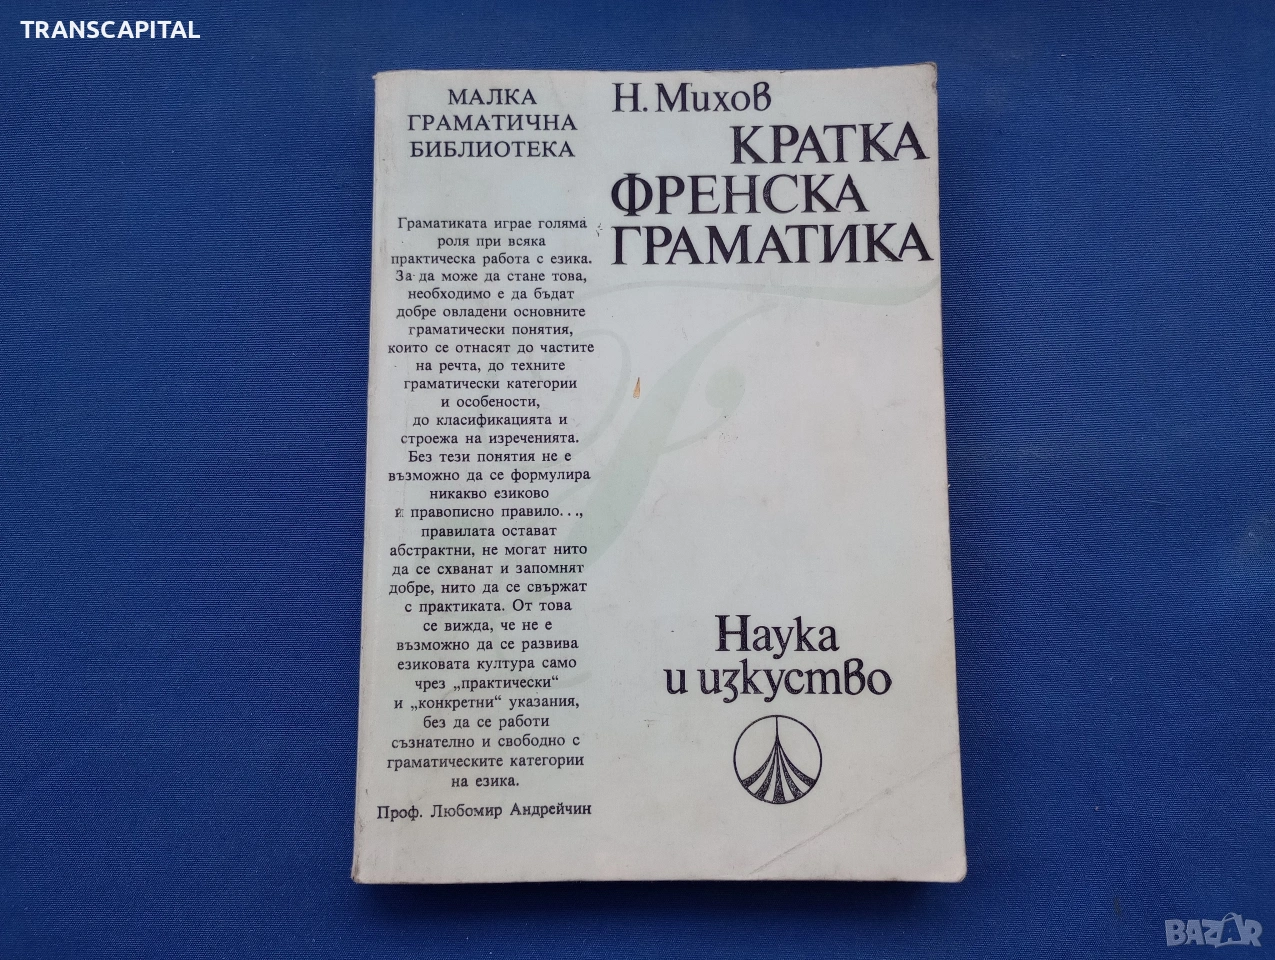 TRANSCAPITAL
МАЛКА
ГРАМАТИЧНА
БИБЛИОТЕКА
Граматиката играе голяма
роля при всяка
практическа работа с езика.
За да може да стане това,
необходимо е да бъдат
добре овладени основните
граматически понятия,
които се отнасят до частите
на речта, до техните
граматически категории
и особености,
до класификацията и
строежа на изреченията.
Без тези понятия не е
възможно да се формулира
никакво езиково
и правописно правило...,
правилата остават
абстрактни, не могат нито
да се схванат и запомнят
добре, нито да се свържат
с практиката. От това
се вижда, че не е
възможно да се развива
езиковата култура само
чрез „практически“
и „конкретни“ указания,
без да се работи
съзнателно и свободно с
граматическите категории
на езика.
Проф. Любомир Андрейчин
Н. Михов
КРАТКА
ФРЕНСКА
ГРАМАТИКА
Наука
и изкуство
BAZAR